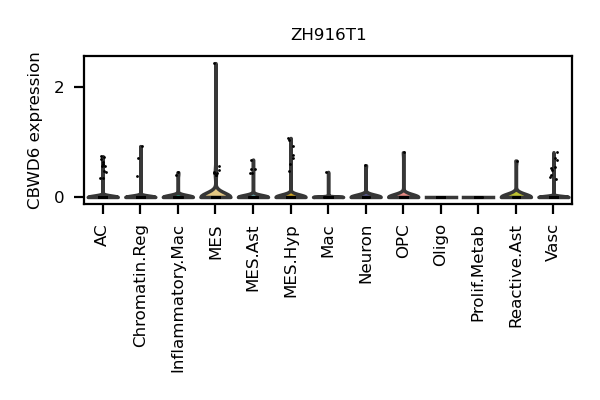 ZH916T1
CBWD6 expression
2
0
AC
Chromatin.Reg
Inflammatory.Mac
MES
MES.Ast
MES.Hyp
Mac
Neuron
OPC
Oligo
Prolif.Metab
Reactive.Ast
Vasc